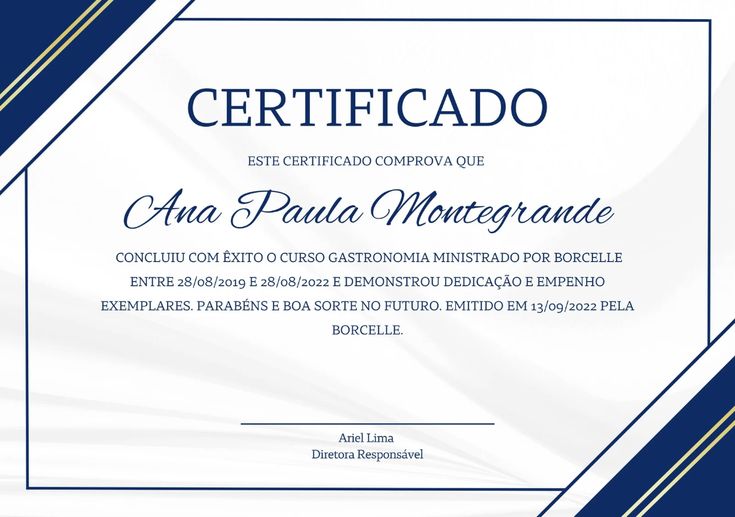 CERTIFICADO
ESTE CERTIFICADO COMPROVA QUE
Ana Paula Montegrande
CONCLUIU COM ÊXITO O CURSO GASTRONOMIA MINISTRADO POR BORCELLE
ENTRE 28/08/2019 E 28/08/2022 E DEMONSTROU DEDICAÇÃO E EMPENHO
EXEMPLARES. PARABÉNS E BOA SORTE NO FUTURO. EMITIDO EM 13/09/2022 PELA
BORCELLE.
Ariel Lima
Diretora Responsável